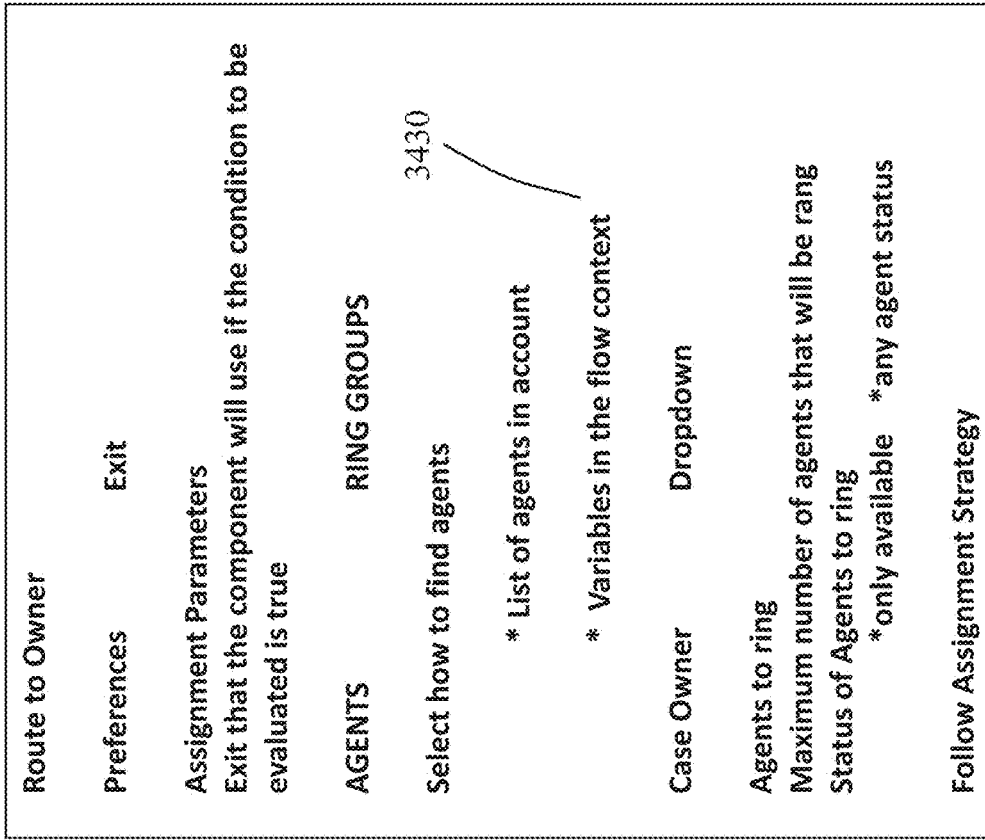 Route to Owner
Preferences Exit
Assignment Parameters
Exit that the component will use if the condition to be
evaluated is true
AGENTS RING GROUPS
Select how to find agents
3430
* List of agents in account
* Variables in the flow context
Case Owner Dropdown
Agents to ring
Maximum number of agents that will be rang
Status of Agents to ring
*only available *any agent status
Follow Assignment Strategy